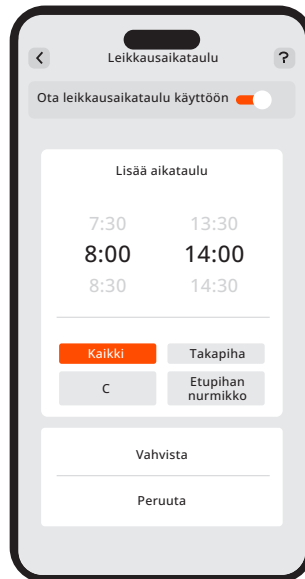 Leikkausaikataulu
?
Ota leikkausaikataulu käyttöön
Lisää aikataulu
7:30 13:30
8:00 14:00
8:30 14:30
Kaikki Takapiha
C Etupihan
nurmikko
Vahvista
Peruuta